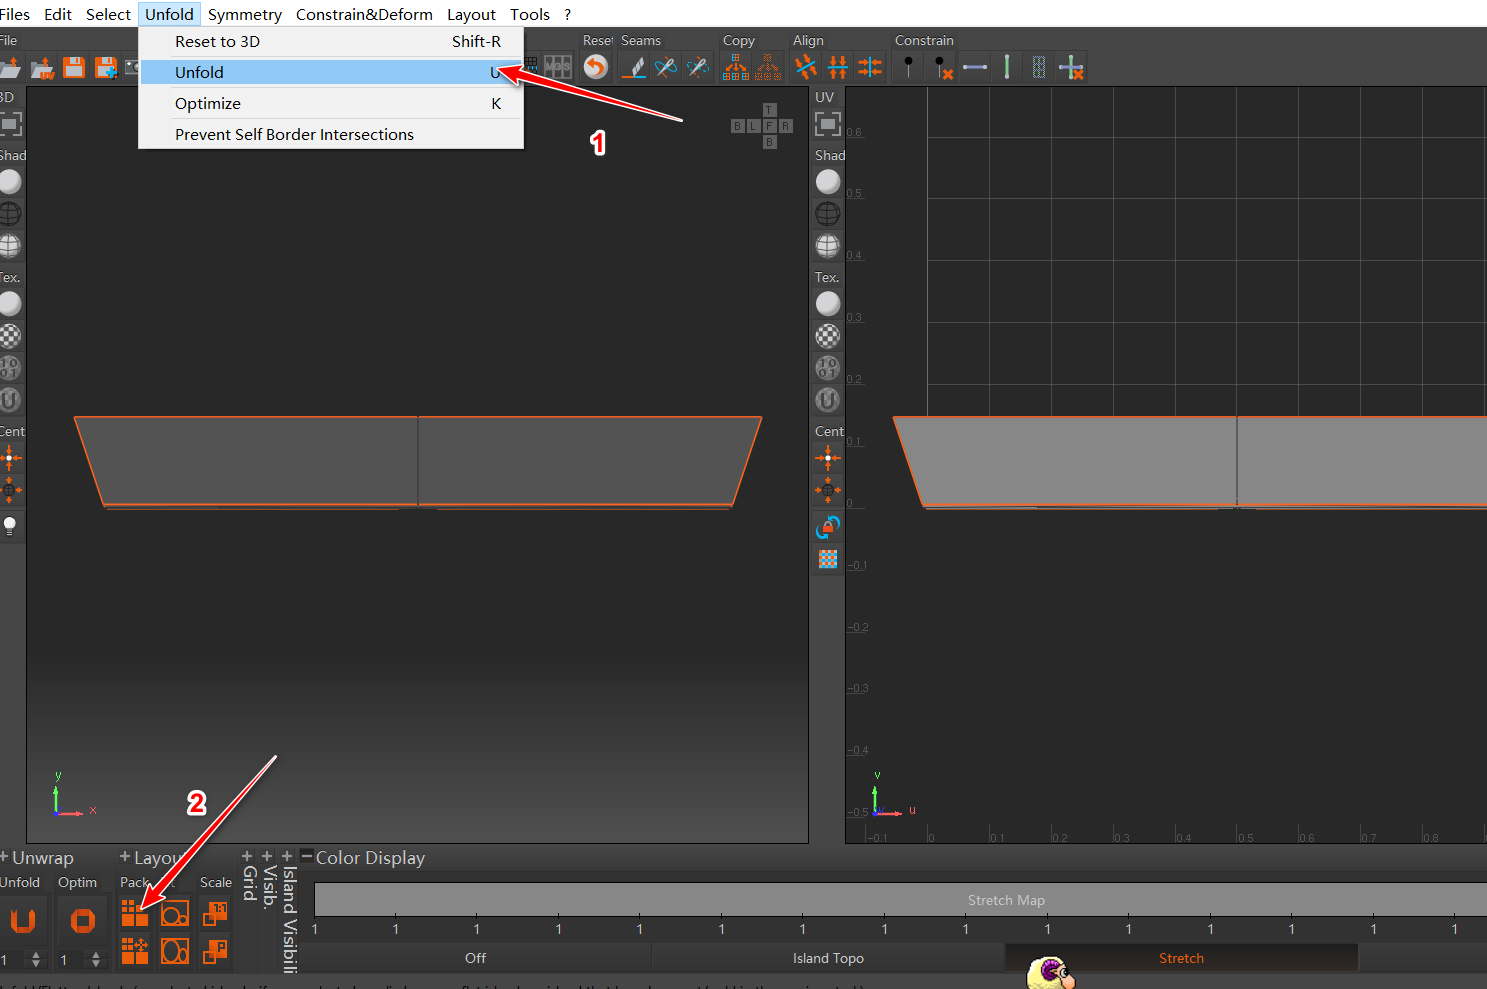 Files Edit Select Unfold Symmetry Constrain&Deform Layout Tools ?
Reset to 3D Shift-R
Unfold U
Optimize K
Prevent Self Border Intersections
File Reset Seams Copy Align Constrain
MGS
1
3D
UV
T
B L F R
B
Shad
Shad
Tex.
Tex.
Cent
Cent
0.6
0.5
0.4
0.3
0.2
0.1
0
-0.1
-0.2
-0.3
-0.4
-0.5
-0.1 0 0.1 0.2 0.3 0.4 0.5 0.6 0.7 0.8
y
x
v
u
2
+ Unwrap + Layou + Grid + Visib. + Island Visibili
Color Display
Unfold Optim Pack Scale
1:1
P
1 1
Stretch Map
1 1 1 1 1 1 1 1 1 1 1 1 1 1 1
Off Island Topo Stretch